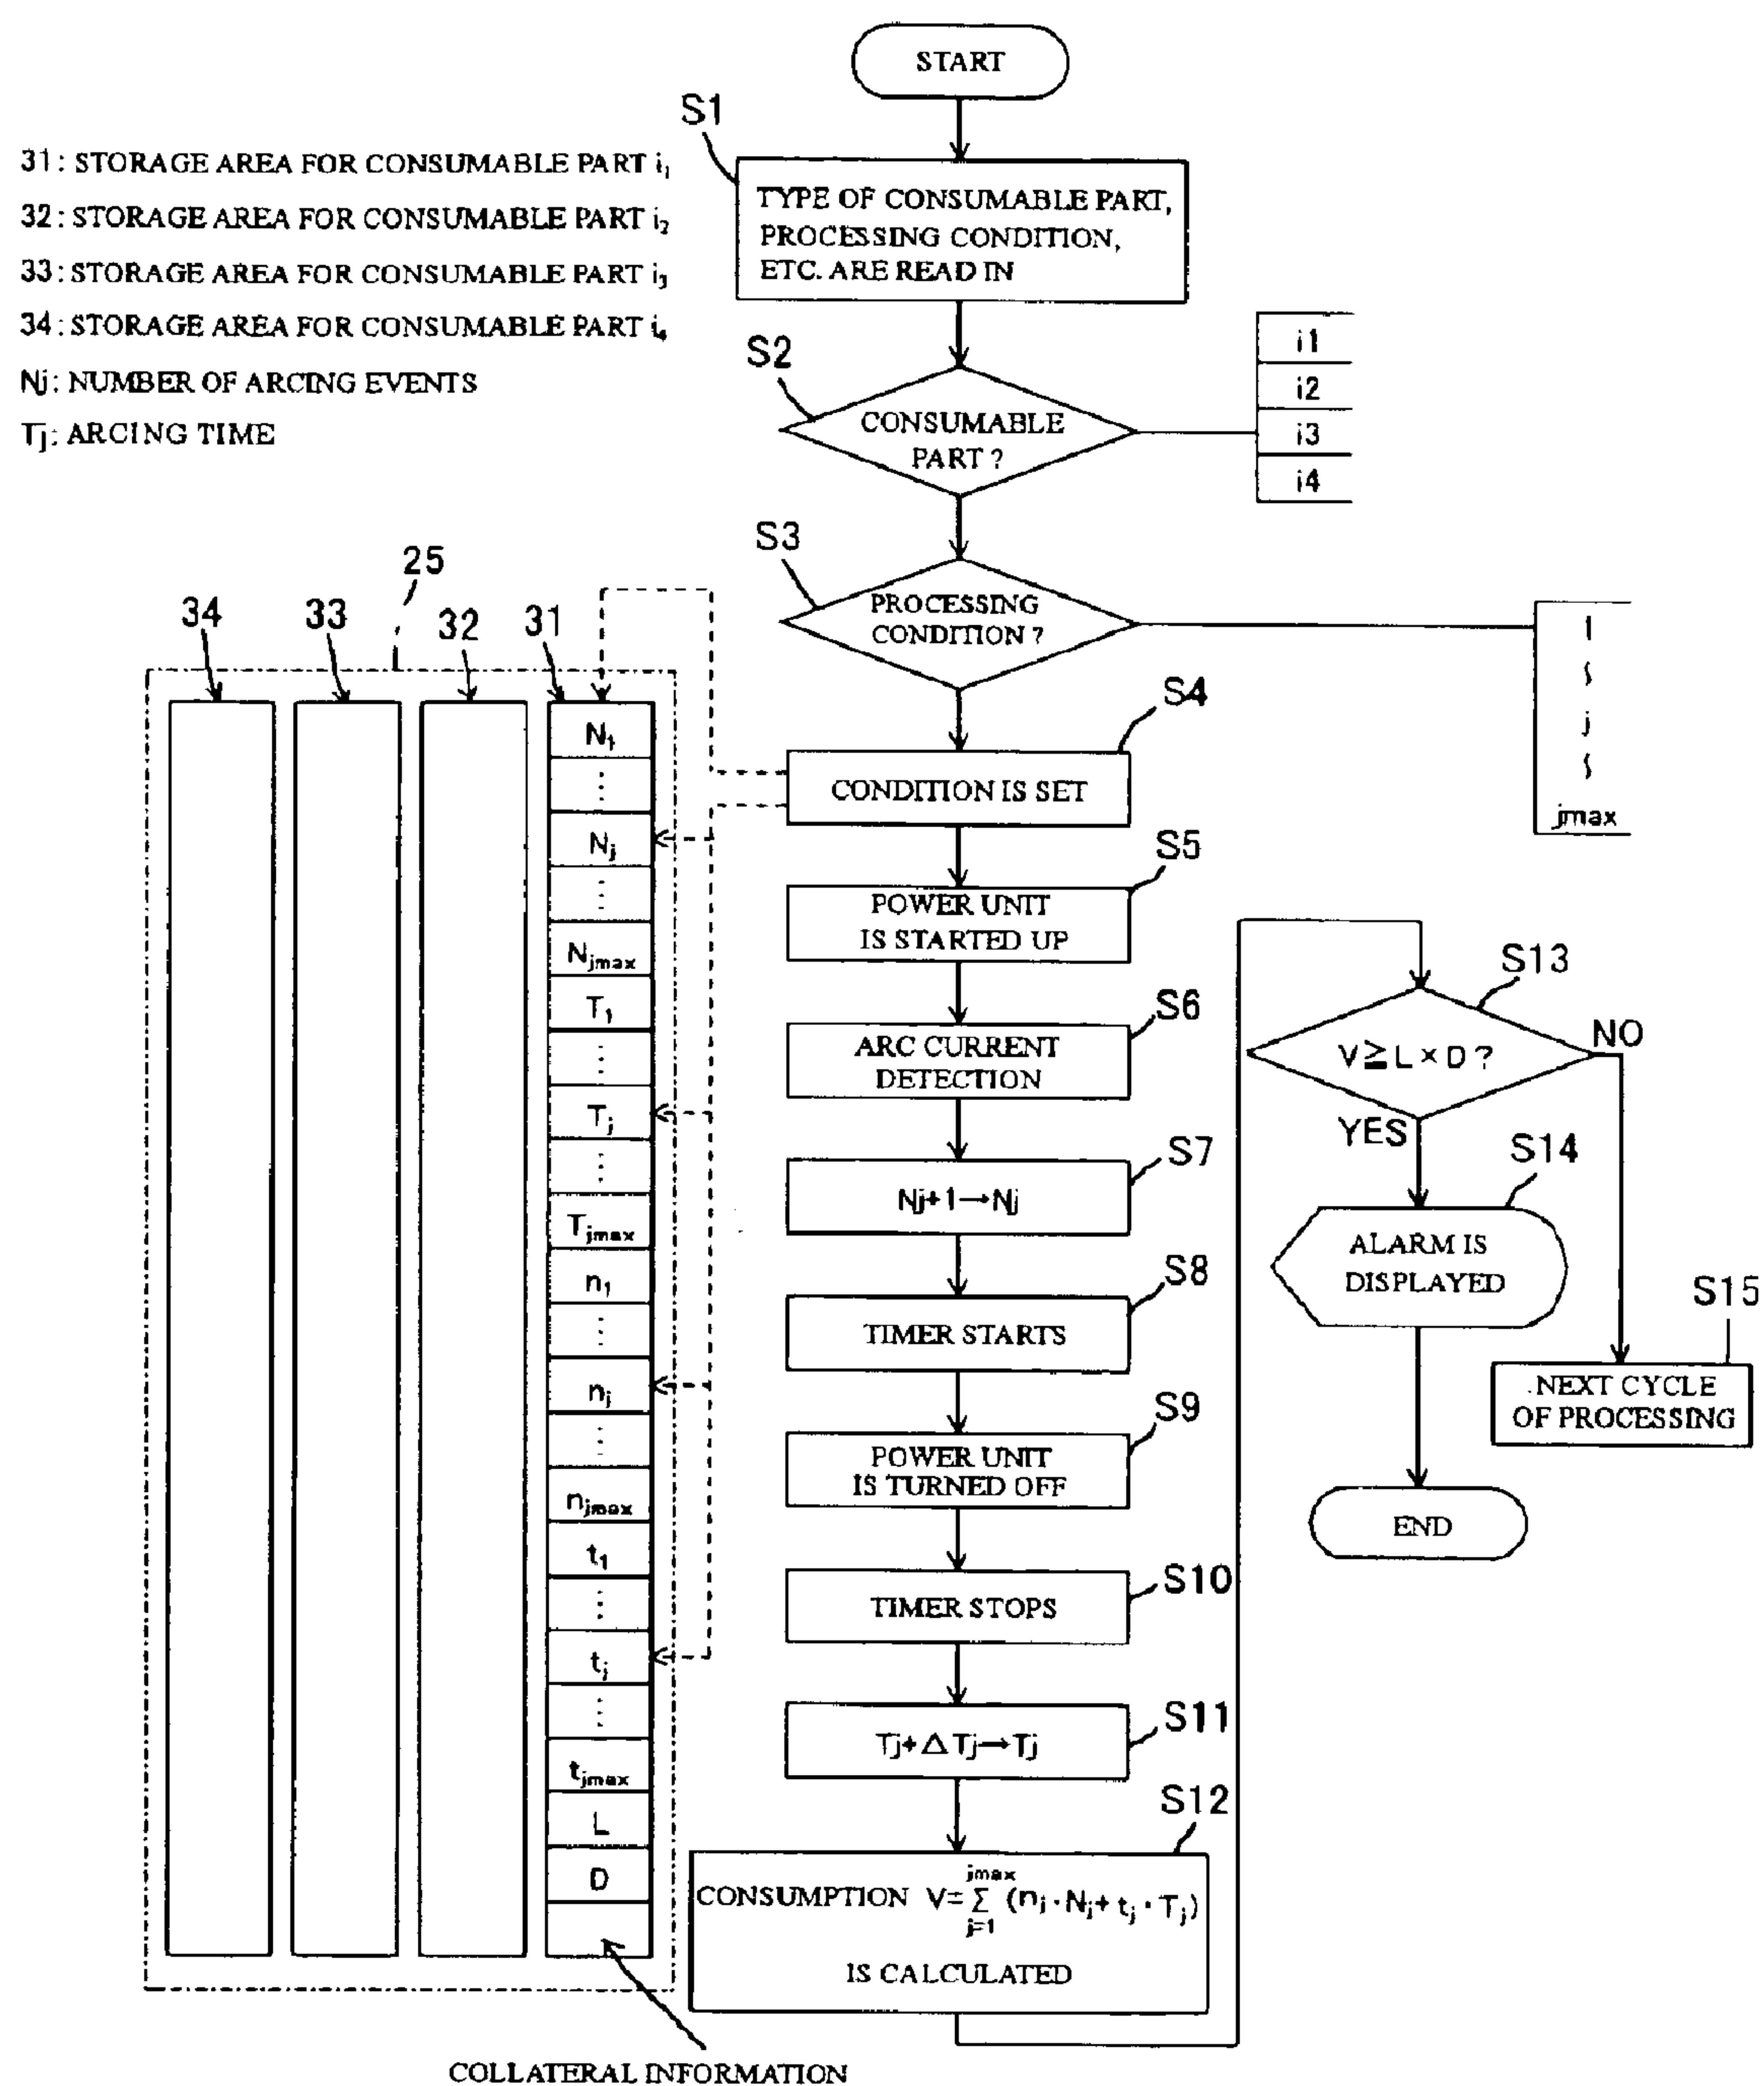 START
S1
31: STORAGE AREA FOR CONSUMABLE PART i₁
32: STORAGE AREA FOR CONSUMABLE PART i₂
33: STORAGE AREA FOR CONSUMABLE PART i₃
34: STORAGE AREA FOR CONSUMABLE PART i₄
Nj: NUMBER OF ARCING EVENTS
Tj: ARCING TIME
TYPE OF CONSUMABLE PART,
PROCESSING CONDITION,
ETC. ARE READ IN
S2
CONSUMABLE
PART ?
i1
i2
i3
i4
S3
PROCESSING
CONDITION ?
1
∫
j
∫
jmax
25
34
33
32
31
N₁
⋮
Nⱼ
⋮
Njmax
T₁
⋮
Tⱼ
⋮
Tjmax
n₁
⋮
nⱼ
⋮
njmax
t₁
⋮
tⱼ
⋮
tjmax
L
D
COLLATERAL INFORMATION
S4
CONDITION IS SET
S5
POWER UNIT
IS STARTED UP
S6
ARC CURRENT
DETECTION
S7
Nj+1→Nj
S8
TIMER STARTS
S9
POWER UNIT
IS TURNED OFF
S10
TIMER STOPS
S11
Tj+△Tj→Tj
S12
CONSUMPTION V=Σ (nⱼ·Nⱼ+tⱼ·Tⱼ)
jmax
j=1
IS CALCULATED
S13
V≧L×D ?
NO
YES
S14
ALARM IS
DISPLAYED
S15
NEXT CYCLE
OF PROCESSING
END